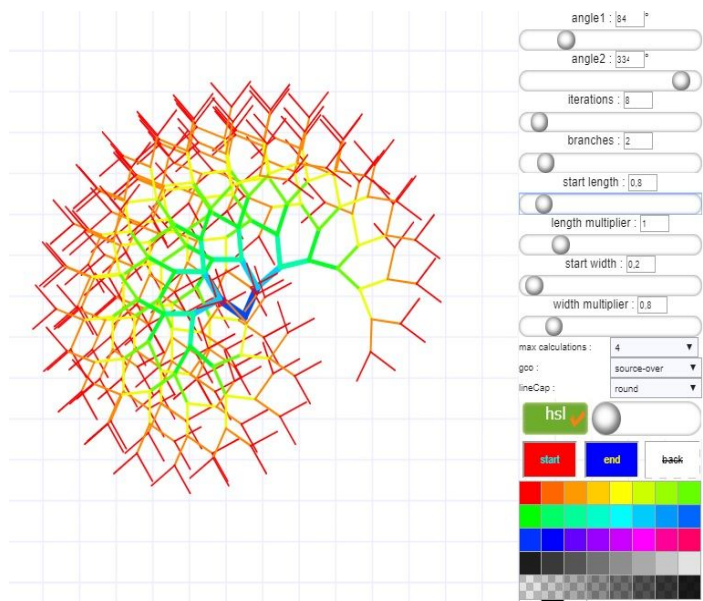 angle1 : 84 °
angle2 : 334 °
iterations : 8
branches : 2
start length : 0,8
length multiplier : 1
start width : 0,2
width multiplier : 0,8
max calculations : 4
gco : source-over
lineCap : round
hsl
start end back